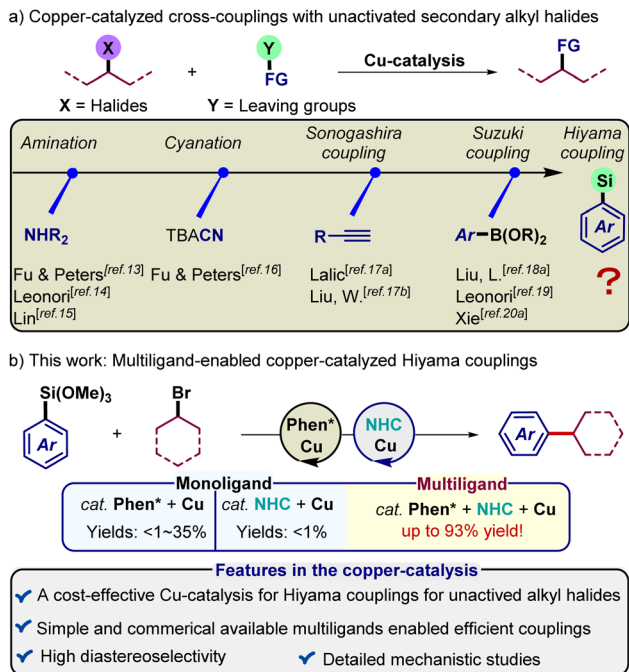 a) Copper-catalyzed cross-couplings with unactivated secondary alkyl halides
X
+
Y
FG
Cu-catalysis
FG
X = Halides
Y = Leaving groups
Amination
Cyanation
Sonogashira coupling
Suzuki coupling
Hiyama coupling
NHR2
TBACN
R
Ar–B(OR)2
Si
Ar
?
Fu & Peters[ref.13]
Leonori[ref.14]
Lin[ref.15]
Fu & Peters[ref.16]
Lalic[ref.17a]
Liu, W.[ref.17b]
Liu, L.[ref.18a]
Leonori[ref.19]
Xie[ref.20a]
b) This work: Multiligand-enabled copper-catalyzed Hiyama couplings
Si(OMe)3
Ar
+
Br
Phen*
Cu
NHC
Cu
Ar
Monoligand
Multiligand
cat. Phen* + Cu
Yields: <1~35%
cat. NHC + Cu
Yields: <1%
cat. Phen* + NHC + Cu
up to 93% yield!
Features in the copper-catalysis
A cost-effective Cu-catalysis for Hiyama couplings for unactived alkyl halides
Simple and commerical available multiligands enabled efficient couplings
High diastereoselectivity
Detailed mechanistic studies